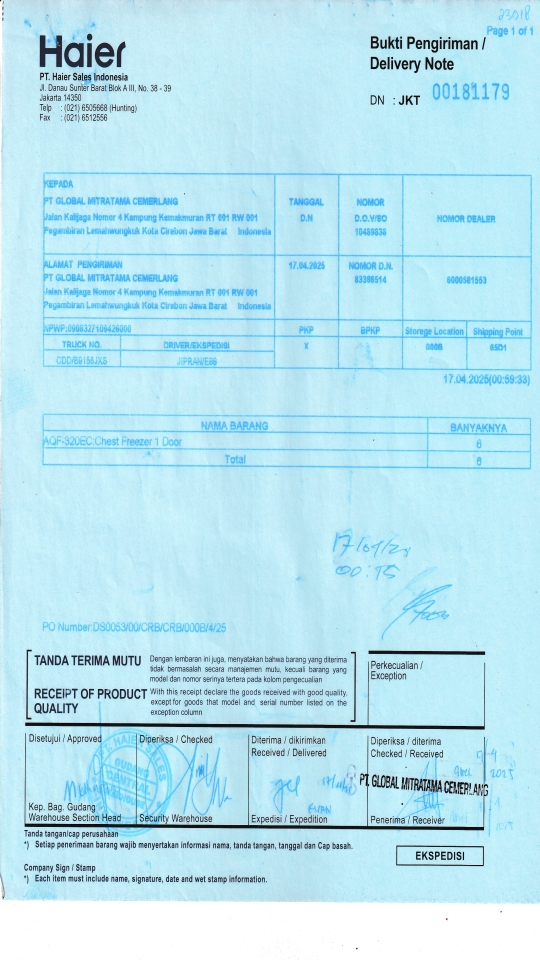 23018
Page 1 of 1
Haier
PT. Haier Sales Indonesia
Jl. Danau Sunter Barat Blok A III, No. 38 - 39
Jakarta 14350
Telp : (021) 6505668 (Hunting)
Fax : (021) 6512556
Bukti Pengiriman /
Delivery Note
DN : JKT 00181179
KEPADA
PT GLOBAL MITRATAMA CEMERLANG
Jalan Kalijaga Nomor 4 Kampung Kemakmuran RT 001 RW 001
Pegambiran Lemahwungkuk Kota Cirebon Jawa Barat Indonesia
TANGGAL
D.N
NOMOR
D.O.Y/SO
NOMOR DEALER
ALAMAT PENGIRIMAN
PT GLOBAL MITRATAMA CEMERLANG
Jalan Kalijaga Nomor 4 Kampung Kemakmuran RT 001 RW 001
Pegambiran Lemahwungkuk Kota Cirebon Jawa Barat Indonesia
17.04.2025
NOMOR D.N.
6000581553
PKP
BPKP
Storege Location
Shipping Point
TRUCK NO.
DRIVER/EKSPEDISI
X
000B
17.04.2025(00:59:33)
NAMA BARANG BANYAKNYA
AQF-320EC:Chest Freezer 1 Door 6
Total 6
PO Number:DS0053/00/CRB/CRB/000B/4/25
TANDA TERIMA MUTU
Dengan lembaran ini juga, menyatakan bahwa barang yang diterima
tidak bermasalah secara manajemen mutu, kecuali barang yang
model dan nomor serinya tertera pada kolom pengecualian
RECEIPT OF PRODUCT
QUALITY
With this receipt declare the goods received with good quality,
except for goods that model and serial number listed on the
exception column
Perkecualian /
Exception
Disetujui / Approved
Kep. Bag. Gudang
Warehouse Section Head
Diperiksa / Checked
Security Warehouse
Diterima / dikirimkan
Received / Delivered
Expedisi / Expedition
Diperiksa / diterima
Checked / Received
PT. GLOBAL MITRATAMA CEMERLANG
Penerima / Receiver
Tanda tangan/cap perusahaan
*) Setiap penerimaan barang wajib menyertakan informasi nama, tanda tangan, tanggal dan Cap basah.
EKSPEDISI
Company Sign / Stamp
*) Each item must include name, signature, date and wet stamp information.